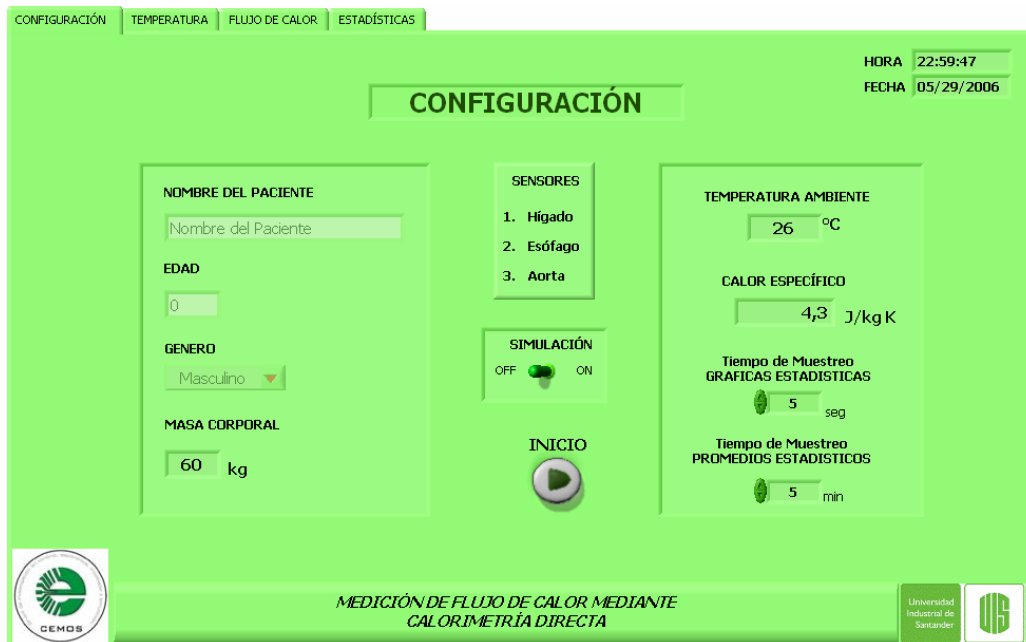 CONFIGURACIÓN
TEMPERATURA
FLUJO DE CALOR
ESTADÍSTICAS
HORA 22:59:47
FECHA 05/29/2006
CONFIGURACIÓN
NOMBRE DEL PACIENTE
Nombre del Paciente
EDAD
0
GENERO
Masculino
MASA CORPORAL
60 kg
SENSORES
1. Hígado
2. Esófago
3. Aorta
SIMULACIÓN
OFF ON
INICIO
TEMPERATURA AMBIENTE
26 ºC
CALOR ESPECÍFICO
4,3 J/kg K
Tiempo de Muestreo
GRAFICAS ESTADISTICAS
5 seg
Tiempo de Muestreo
PROMEDIOS ESTADISTICOS
5 min
CEMOS
MEDICIÓN DE FLUJO DE CALOR MEDIANTE
CALORIMETRÍA DIRECTA
Universidad
Industrial de
Santander
UIS